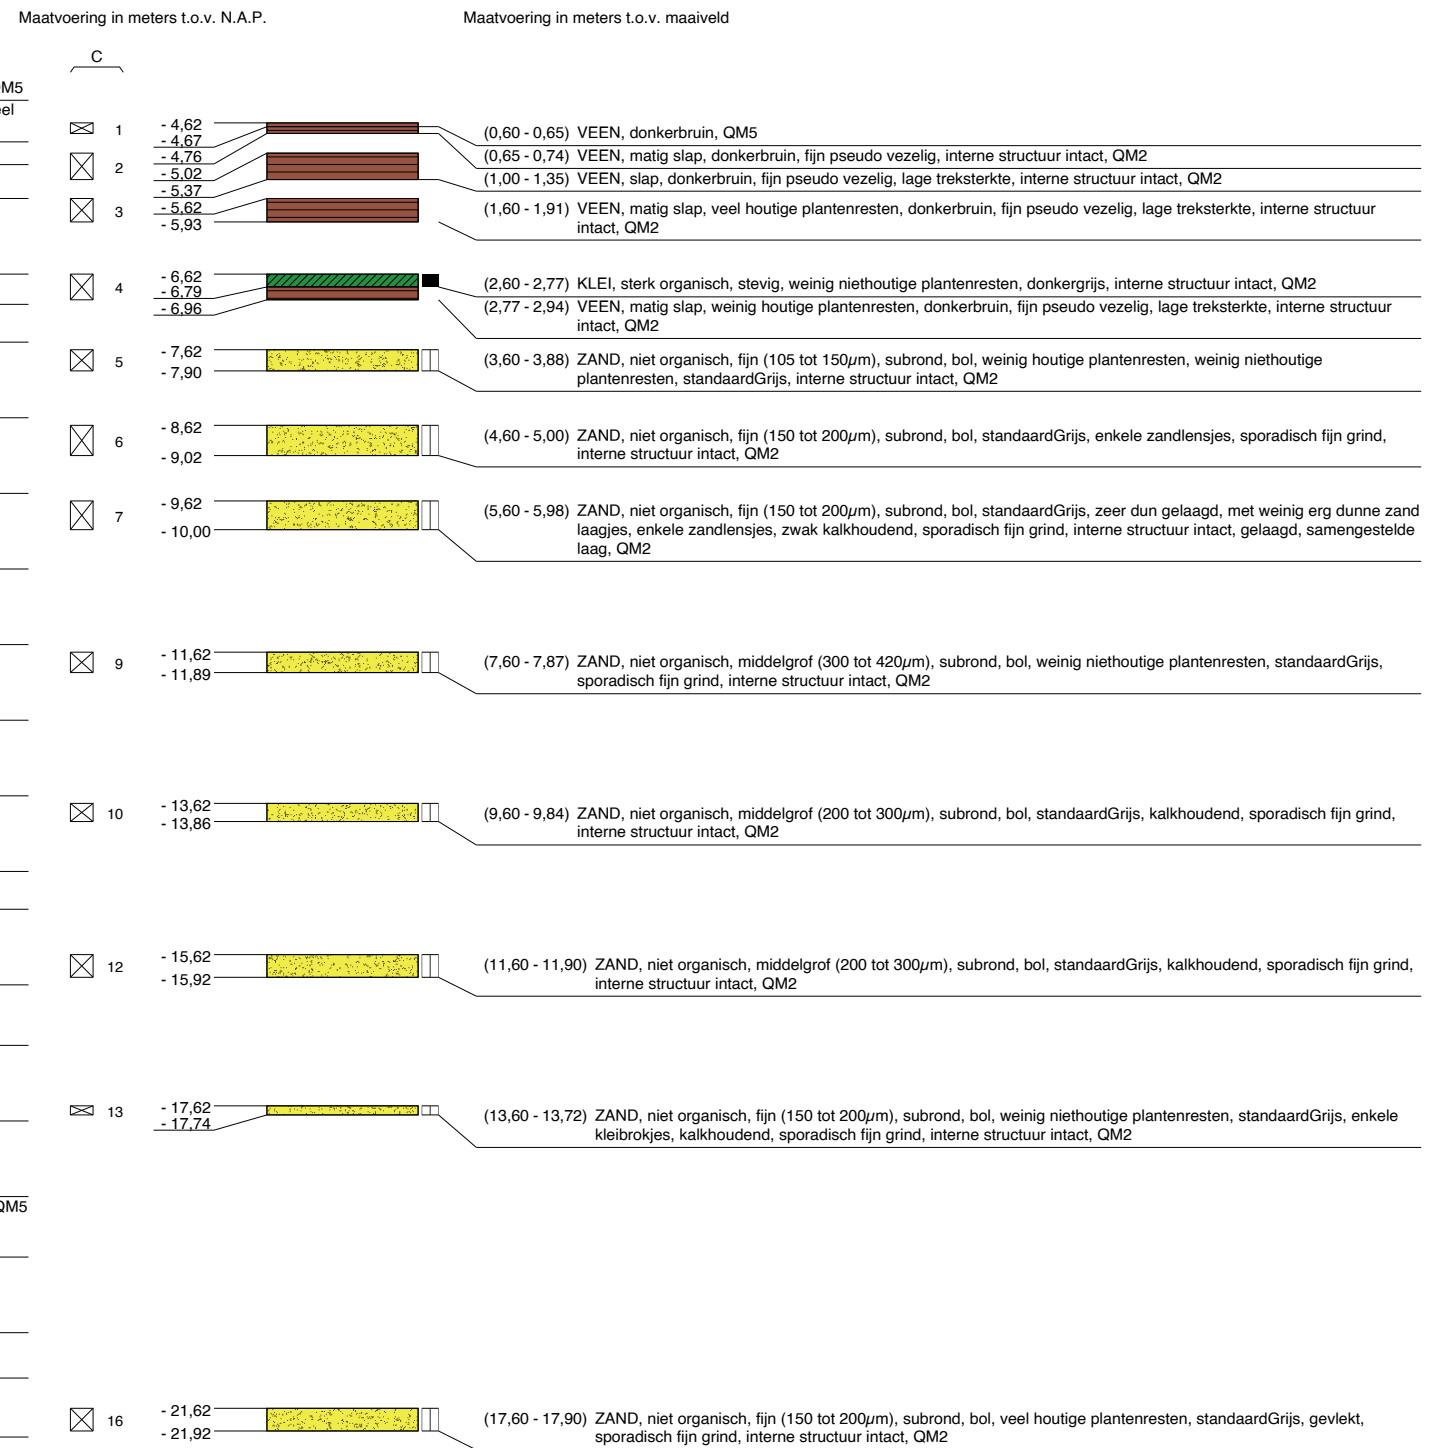 Maatvoering in meters t.o.v. N.A.P. Maatvoering in meters t.o.v. maaiveld
C
QM5
1 - 4,62
- 4,67
(0,60 - 0,65) VEEN, donkerbruin, QM5
- 4,76
(0,65 - 0,74) VEEN, matig slap, donkerbruin, fijn pseudo vezelig, interne structuur intact, QM2
2 - 5,02
- 5,37
(1,00 - 1,35) VEEN, slap, donkerbruin, fijn pseudo vezelig, lage treksterkte, interne structuur intact, QM2
3 - 5,62
- 5,93
(1,60 - 1,91) VEEN, matig slap, veel houtige plantenresten, donkerbruin, fijn pseudo vezelig, lage treksterkte, interne structuur
intact, QM2
4 - 6,62
- 6,79
- 6,96
(2,60 - 2,77) KLEI, sterk organisch, stevig, weinig niethoutige plantenresten, donkergrijs, interne structuur intact, QM2
(2,77 - 2,94) VEEN, matig slap, weinig houtige plantenresten, donkerbruin, fijn pseudo vezelig, lage treksterkte, interne structuur
intact, QM2
5 - 7,62
- 7,90
(3,60 - 3,88) ZAND, niet organisch, fijn (105 tot 150µm), subrond, bol, weinig houtige plantenresten, weinig niethoutige
plantenresten, standaardGrijs, interne structuur intact, QM2
6 - 8,62
- 9,02
(4,60 - 5,00) ZAND, niet organisch, fijn (150 tot 200µm), subrond, bol, standaardGrijs, enkele zandlensjes, sporadisch fijn grind,
interne structuur intact, QM2
7 - 9,62
- 10,00
(5,60 - 5,98) ZAND, niet organisch, fijn (150 tot 200µm), subrond, bol, standaardGrijs, zeer dun gelaagd, met weinig erg dunne zand
laagjes, enkele zandlensjes, zwak kalkhoudend, sporadisch fijn grind, interne structuur intact, gelaagd, samengestelde
laag, QM2
9 - 11,62
- 11,89
(7,60 - 7,87) ZAND, niet organisch, middelgrof (300 tot 420µm), subrond, bol, weinig niethoutige plantenresten, standaardGrijs,
sporadisch fijn grind, interne structuur intact, QM2
10 - 13,62
- 13,86
(9,60 - 9,84) ZAND, niet organisch, middelgrof (200 tot 300µm), subrond, bol, standaardGrijs, kalkhoudend, sporadisch fijn grind,
interne structuur intact, QM2
12 - 15,62
- 15,92
(11,60 - 11,90) ZAND, niet organisch, middelgrof (200 tot 300µm), subrond, bol, standaardGrijs, kalkhoudend, sporadisch fijn grind,
interne structuur intact, QM2
13 - 17,62
- 17,74
(13,60 - 13,72) ZAND, niet organisch, fijn (150 tot 200µm), subrond, bol, weinig niethoutige plantenresten, standaardGrijs, enkele
kleibrokjes, kalkhoudend, sporadisch fijn grind, interne structuur intact, QM2
QM5
16 - 21,62
- 21,92
(17,60 - 17,90) ZAND, niet organisch, fijn (150 tot 200µm), subrond, bol, veel houtige plantenresten, standaardGrijs, gevlekt,
sporadisch fijn grind, interne structuur intact, QM2